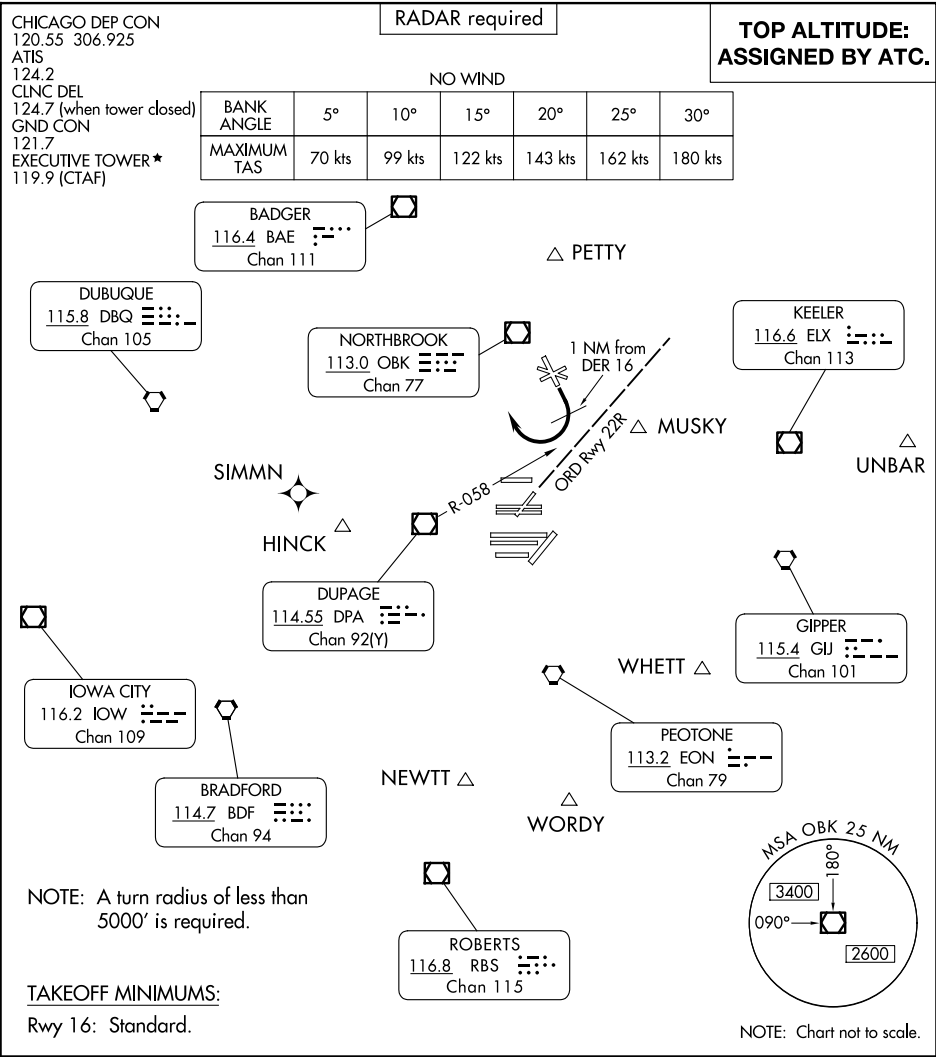 CHICAGO DEP CON
120.55 306.925
ATIS
124.2
CLNC DEL
124.7 (when tower closed)
GND CON
121.7
EXECUTIVE TOWER★
119.9 (CTAF)
RADAR required
TOP ALTITUDE:
ASSIGNED BY ATC.
NO WIND
BANK ANGLE 5° 10° 15° 20° 25° 30°
MAXIMUM TAS 70 kts 99 kts 122 kts 143 kts 162 kts 180 kts
BADGER
116.4 BAE
Chan 111
PETTY
DUBUQUE
115.8 DBQ
Chan 105
NORTHBROOK
113.0 OBK
Chan 77
1 NM from
DER 16
KEELER
116.6 ELX
Chan 113
MUSKY
UNBAR
ORD Rwy 22R
SIMMN
R-058
HINCK
DUPAGE
114.55 DPA
Chan 92(Y)
GIPPER
115.4 GIJ
Chan 101
WHETT
IOWA CITY
116.2 IOW
Chan 109
PEOTONE
113.2 EON
Chan 79
BRADFORD
114.7 BDF
Chan 94
NEWTT
WORDY
MSA OBK 25 NM
180°
3400
090°
2600
NOTE: A turn radius of less than
5000' is required.
ROBERTS
116.8 RBS
Chan 115
TAKEOFF MINIMUMS:
Rwy 16: Standard.
NOTE: Chart not to scale.